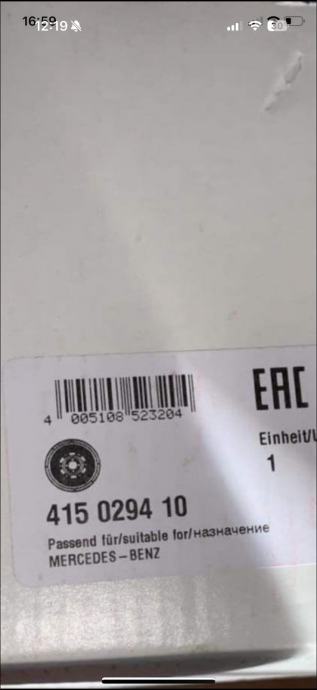 16:59
12:19
30
EAC
4 005108 523204
Einheit/
1
415 0294 10
Passend für/suitable for/назначение
MERCEDES – BENZ